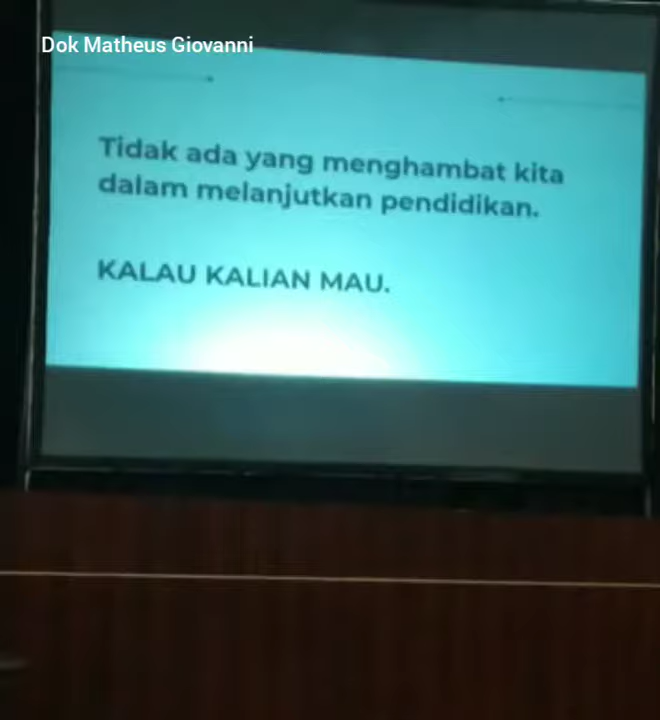 Dok Matheus Giovanni
Tidak ada yang menghambat kita
dalam melanjutkan pendidikan.
KALAU KALIAN MAU.